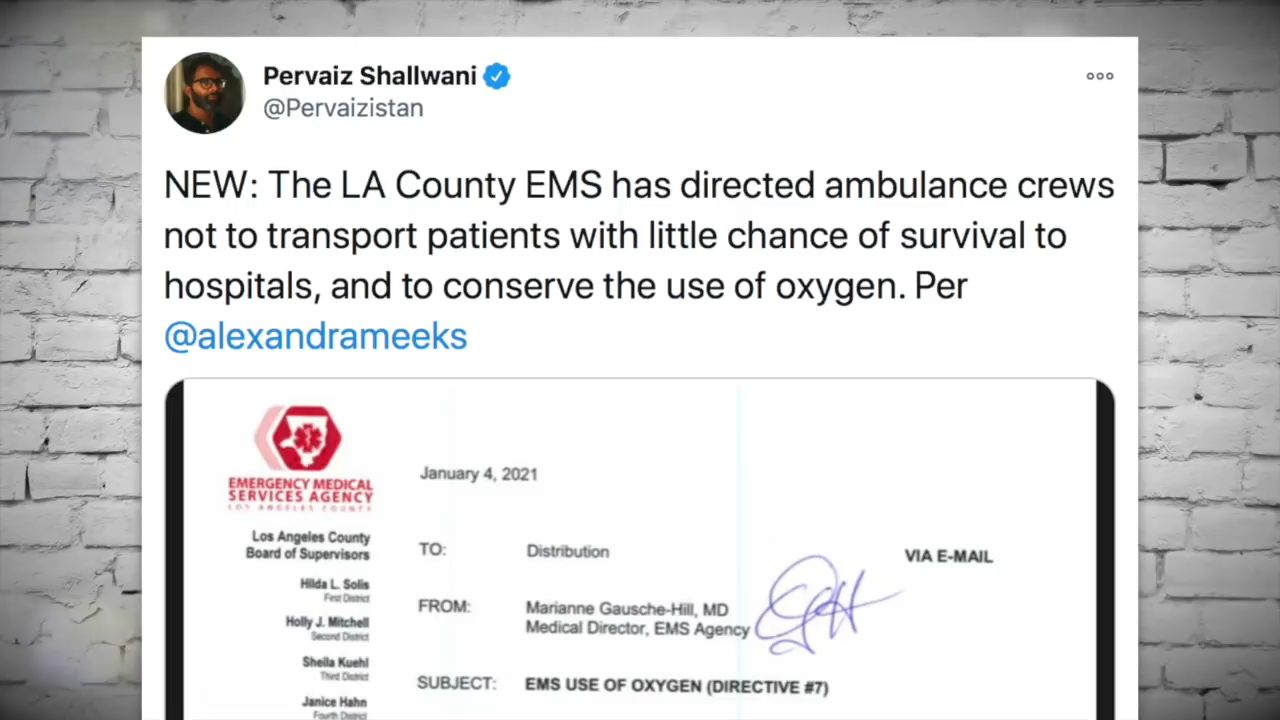 Pervaiz Shallwani
@Pervaizistan
NEW: The LA County EMS has directed ambulance crews
not to transport patients with little chance of survival to
hospitals, and to conserve the use of oxygen. Per
@alexandrameeks
EMERGENCY MEDICAL
SERVICES AGENCY
LOS ANGELES COUNTY
Los Angeles County
Board of Supervisors
Hilda L. Solis
First District
Holly J. Mitchell
Second District
Sheila Kuehl
Third District
Janice Hahn
Fourth District
January 4, 2021
TO: Distribution
VIA E-MAIL
FROM: Marianne Gausche-Hill, MD
Medical Director, EMS Agency
SUBJECT: EMS USE OF OXYGEN (DIRECTIVE #7)